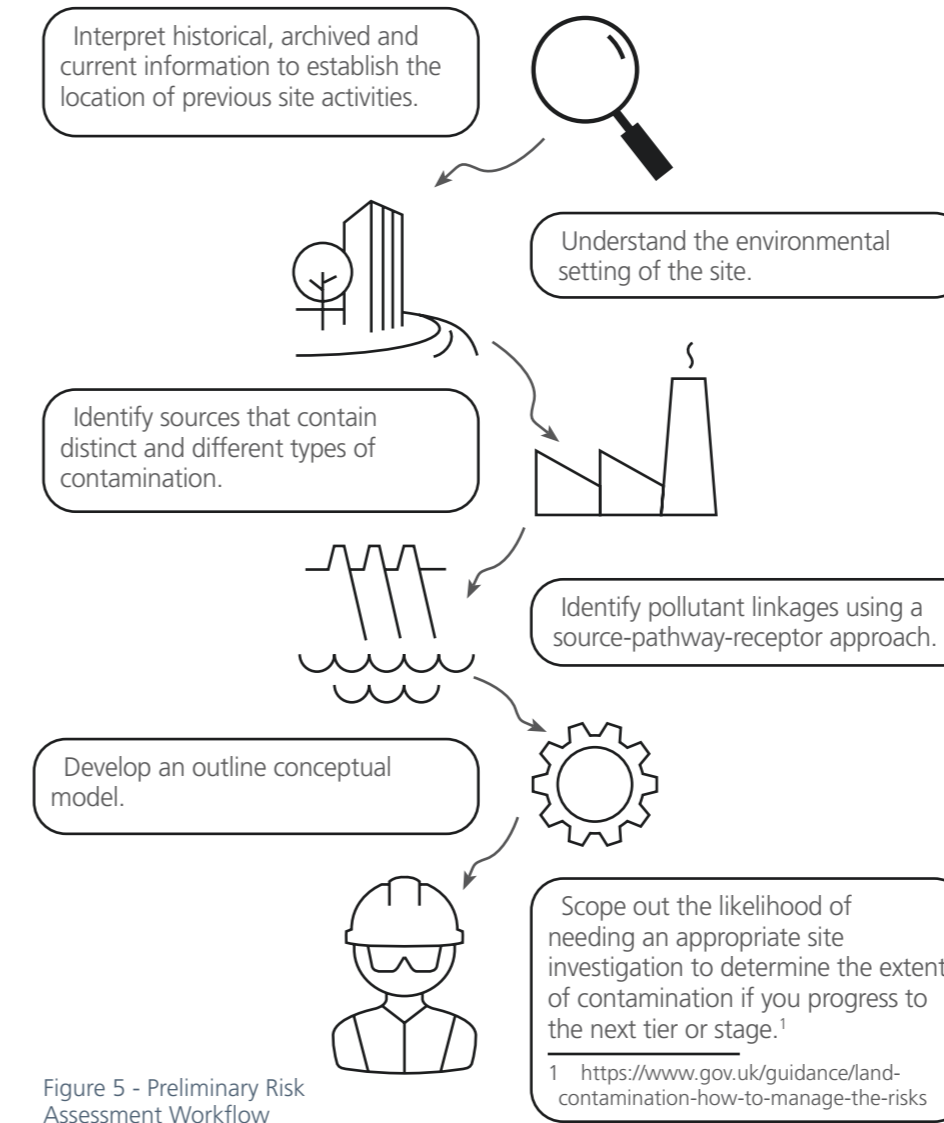 Interpret historical, archived and
current information to establish the
location of previous site activities.
Understand the environmental
setting of the site.
Identify sources that contain
distinct and different types of
contamination.
Identify pollutant linkages using a
source-pathway-receptor approach.
Develop an outline conceptual
model.
Scope out the likelihood of
needing an appropriate site
investigation to determine the extent
of contamination if you progress to
the next tier or stage.1
1 https://www.gov.uk/guidance/land-
contamination-how-to-manage-the-risks
Figure 5 - Preliminary Risk
Assessment Workflow